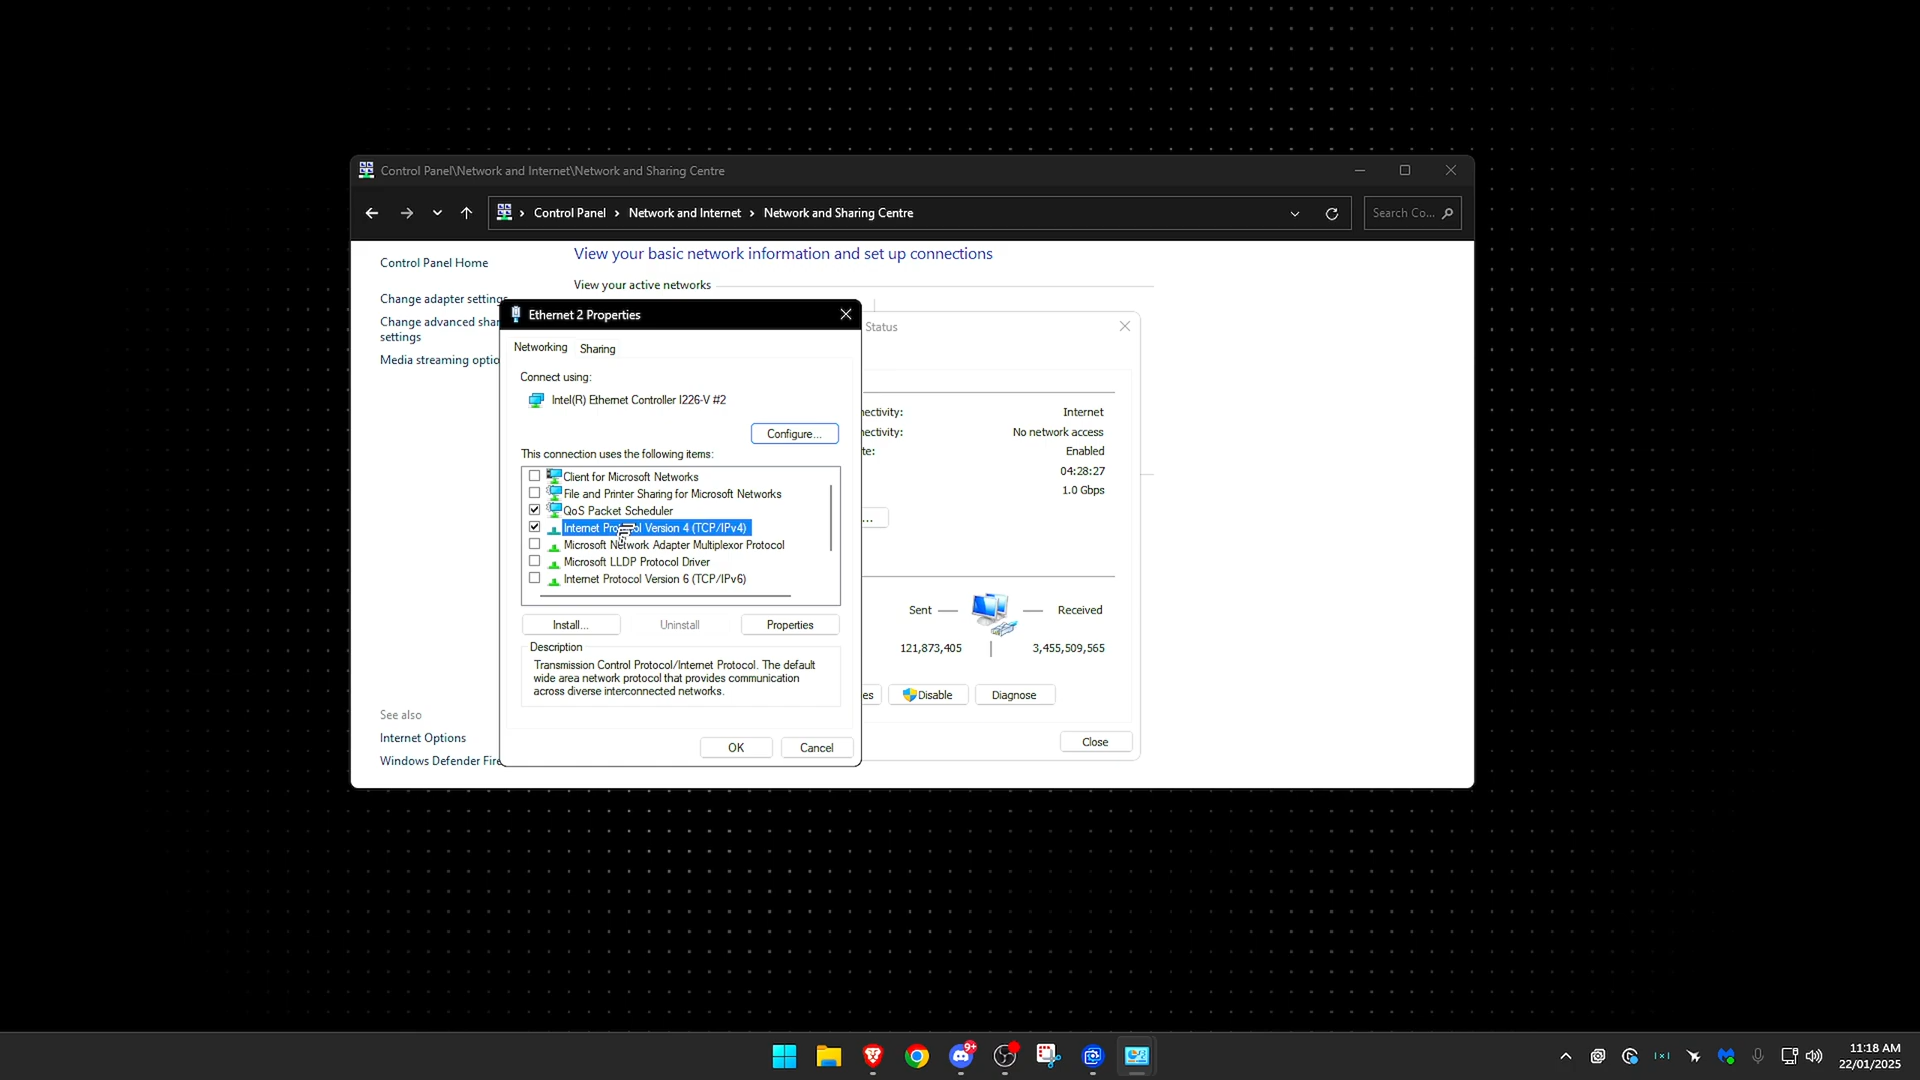 Control Panel\Network and Internet\Network and Sharing Centre
Control Panel > Network and Internet > Network and Sharing Centre
Search Co...
View your basic network information and set up connections
Control Panel Home
View your active networks
Change adapter settings
Change advanced shar
settings
Media streaming optio
Ethernet 2 Properties
Networking
Sharing
Connect using:
Intel(R) Ethernet Controller I226-V #2
Configure...
This connection uses the following items:
Client for Microsoft Networks
File and Printer Sharing for Microsoft Networks
QoS Packet Scheduler
Internet Protocol Version 4 (TCP/IPv4)
Microsoft Network Adapter Multiplexor Protocol
Microsoft LLDP Protocol Driver
Internet Protocol Version 6 (TCP/IPv6)
Install...
Uninstall
Properties
Description
Transmission Control Protocol/Internet Protocol. The default
wide area network protocol that provides communication
across diverse interconnected networks.
OK
Cancel
Status
nectivity: Internet
nectivity: No network access
te: Enabled
04:28:27
1.0 Gbps
...
Sent
Received
121,873,405
3,455,509,565
es
Disable
Diagnose
Close
See also
Internet Options
Windows Defender Fire
9+
11:18 AM
22/01/2025